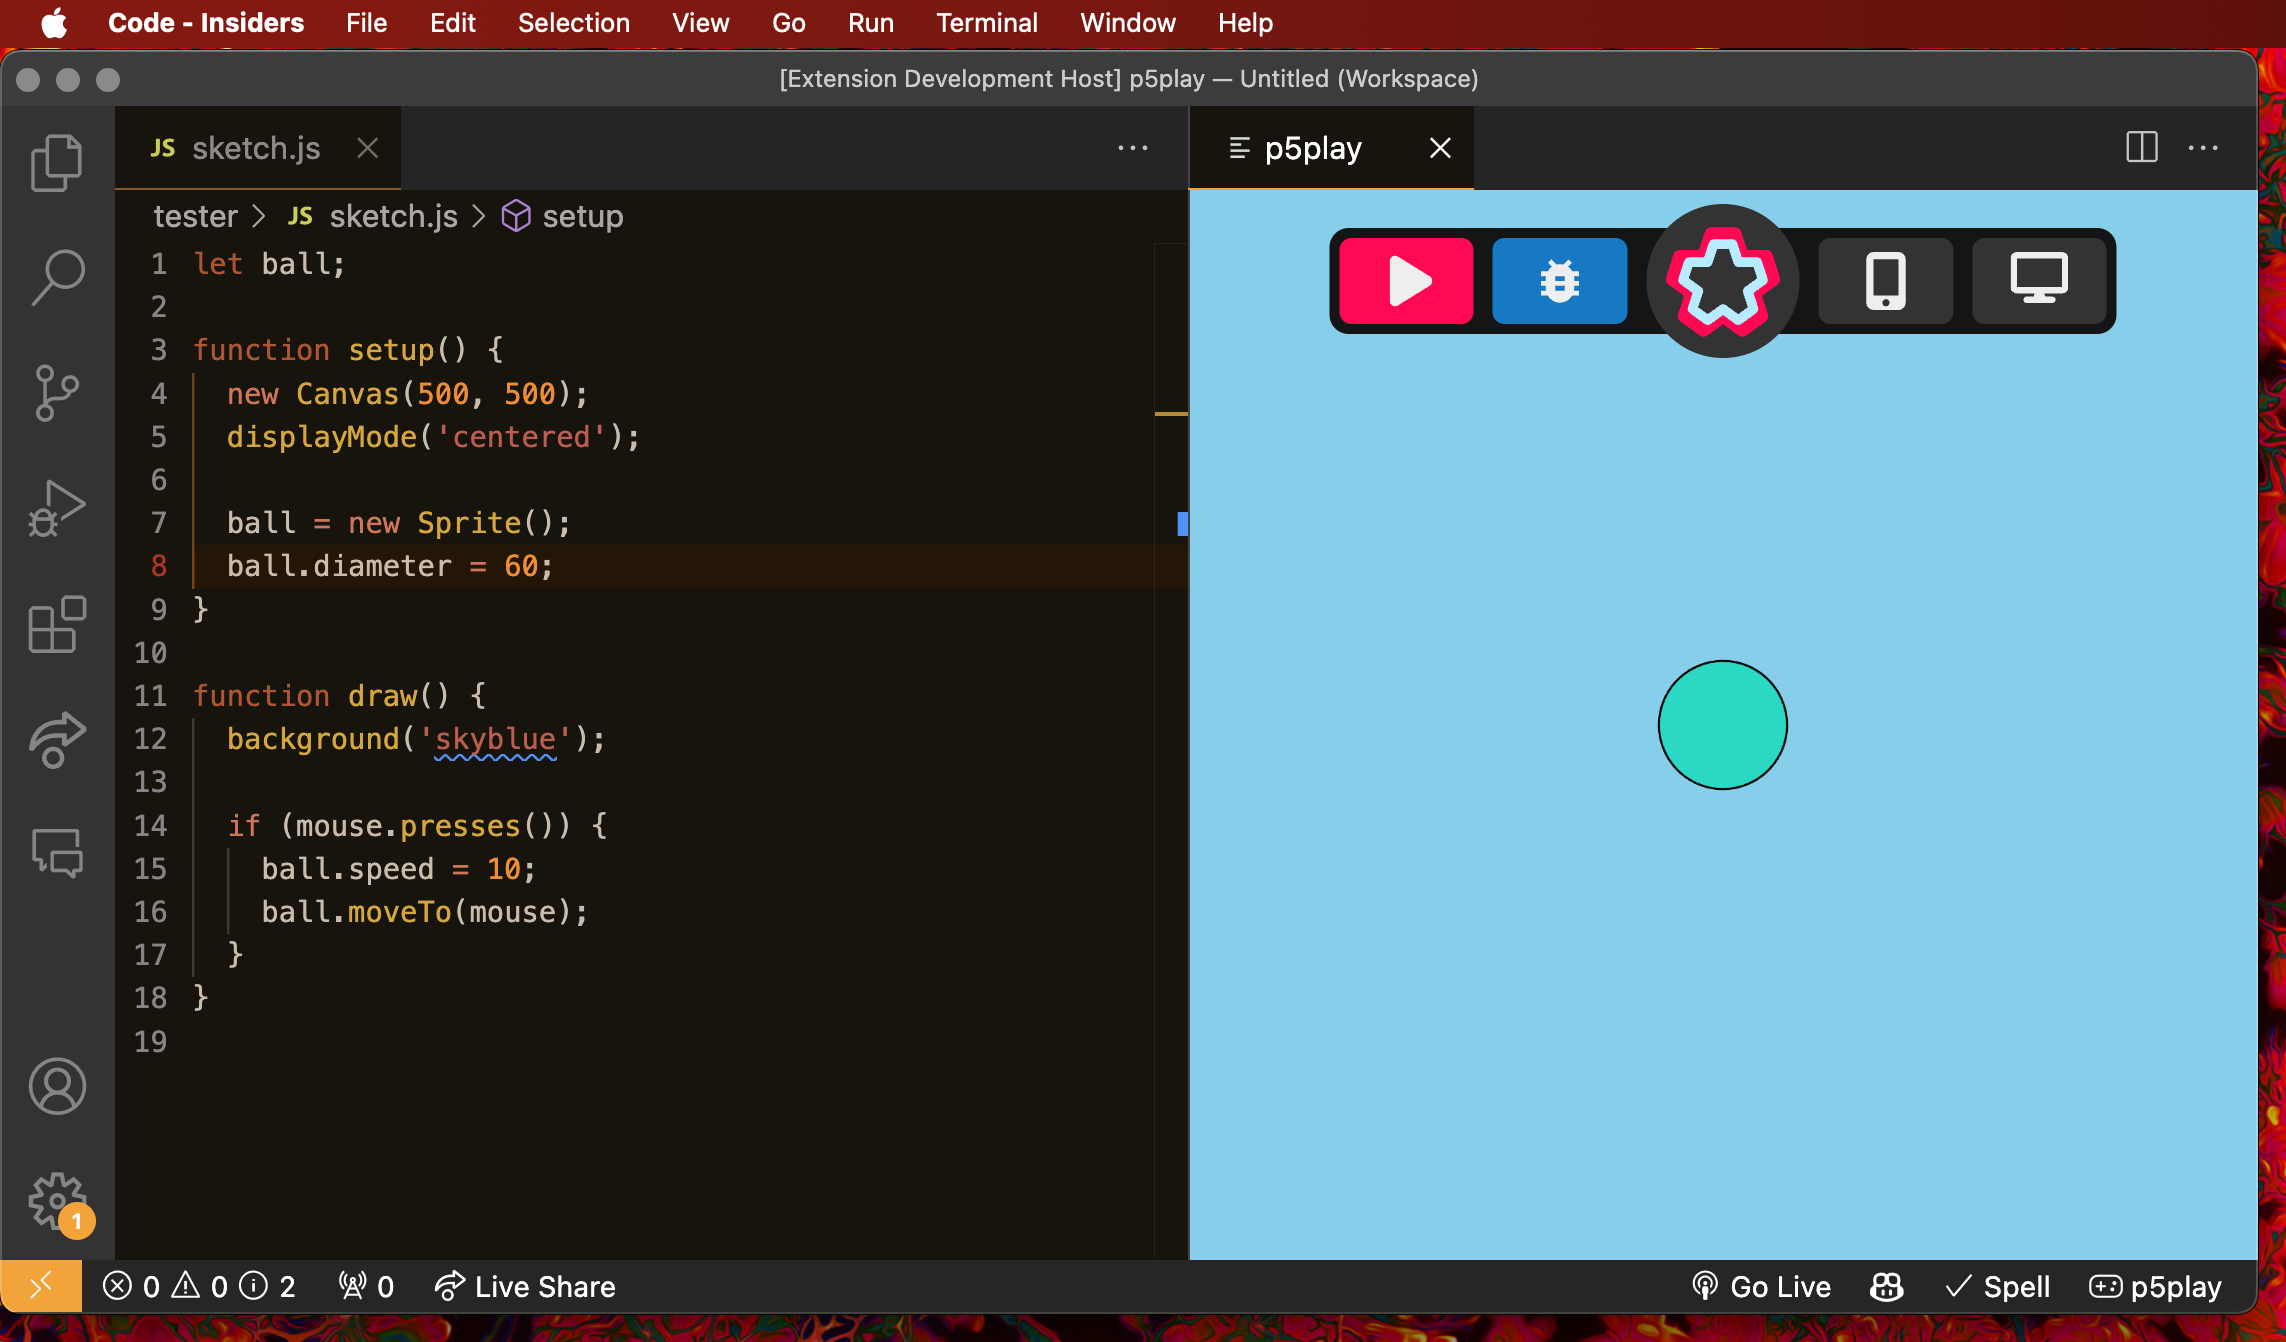 Code - Insiders File Edit Selection View Go Run Terminal Window Help
[Extension Development Host] p5play — Untitled (Workspace)
JS sketch.js
p5play
tester > JS sketch.js > setup
1 let ball;
2
3 function setup() {
4 new Canvas(500, 500);
5 displayMode('centered');
6
7 ball = new Sprite();
8 ball.diameter = 60;
9 }
10
11 function draw() {
12 background('skyblue');
13
14 if (mouse.presses()) {
15 ball.speed = 10;
16 ball.moveTo(mouse);
17 }
18 }
19
1
0 0 2 0 Live Share Go Live Spell p5play